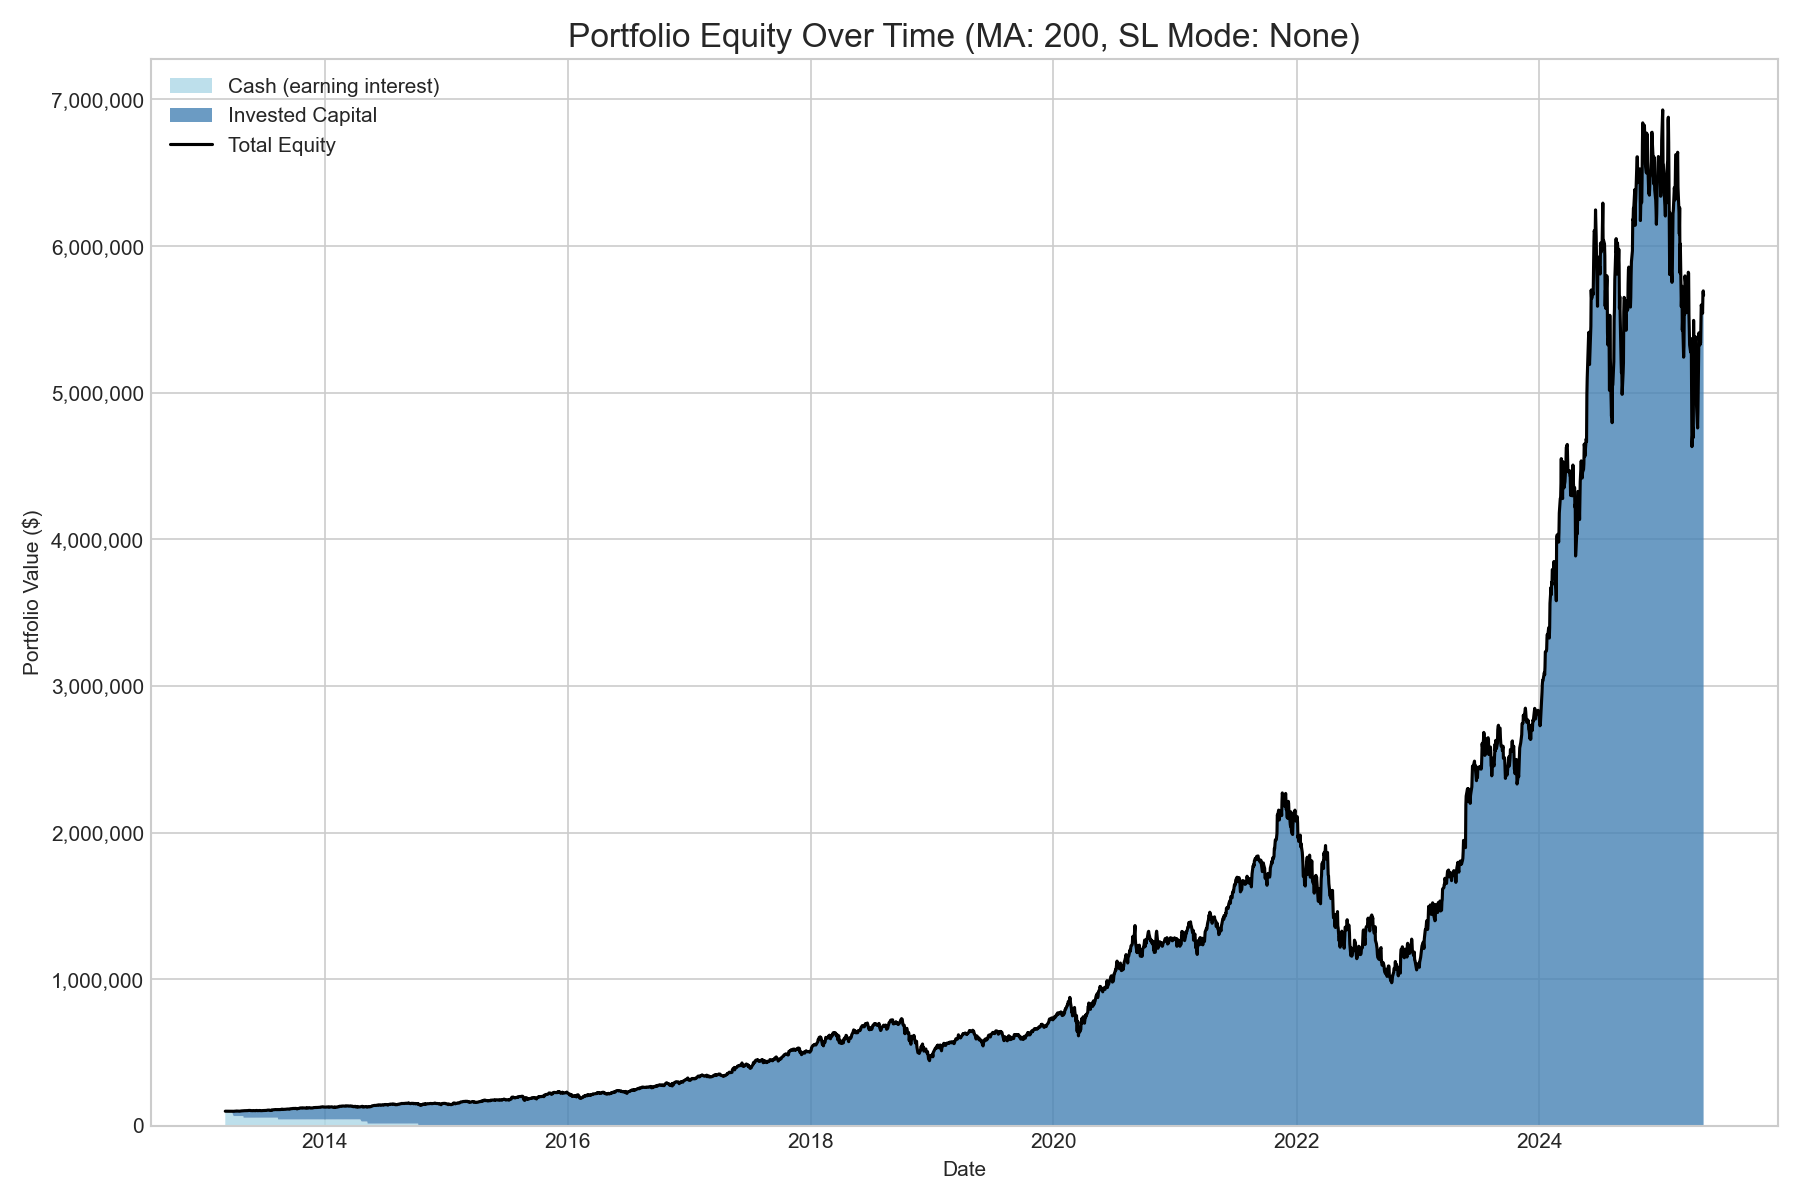 Portfolio Equity Over Time (MA: 200, SL Mode: None)
Cash (earning interest)
Invested Capital
Total Equity
7,000,000
6,000,000
5,000,000
4,000,000
3,000,000
2,000,000
1,000,000
0
Portfolio Value ($)
2014
2016
2018
2020
2022
2024
Date